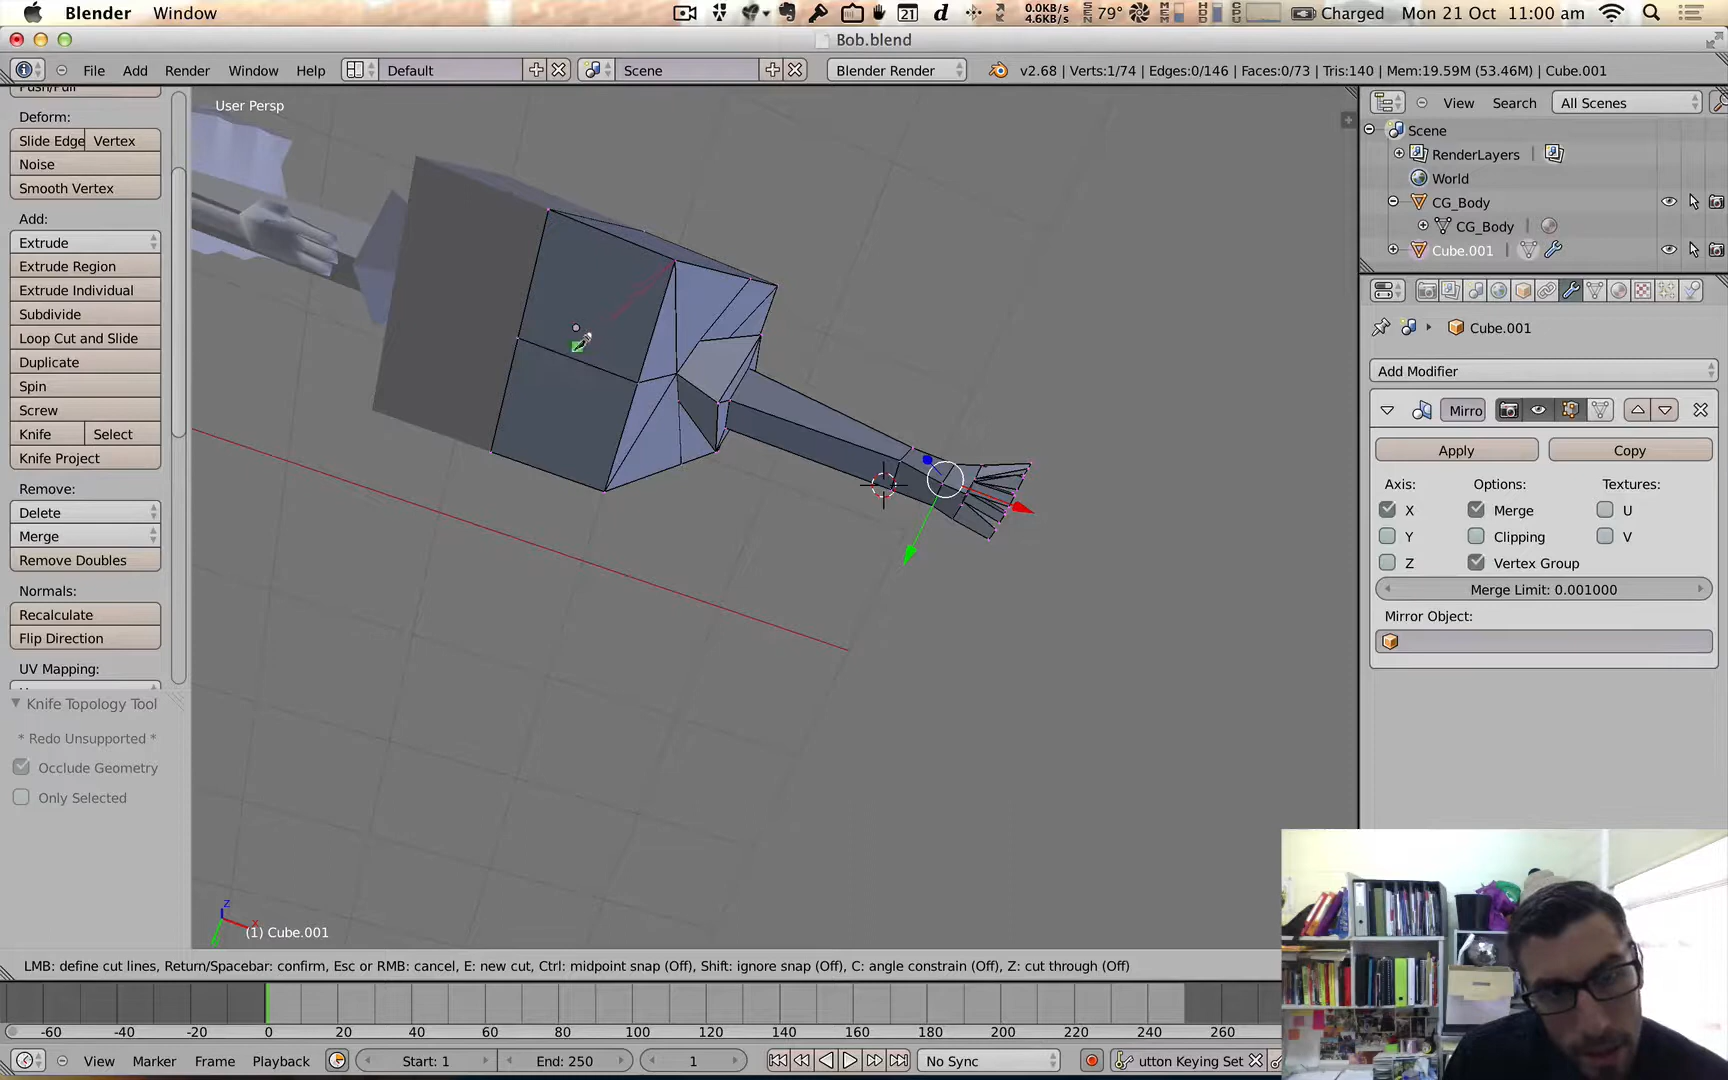 Blender Window 21 d 0.0KB/s 4.6KB/s SEN 79° MEM HD CPU Charged Mon 21 Oct 11:00 am
Bob.blend
File Add Render Window Help Default Scene Blender Render v2.68 | Verts:1/74 | Edges:0/146 | Faces:0/73 | Tris:140 | Mem:19.59M (53.46M) | Cube.001
Push/Pull
Deform:
Slide Edge Vertex
Noise
Smooth Vertex
Add:
Extrude
Extrude Region
Extrude Individual
Subdivide
Loop Cut and Slide
Duplicate
Spin
Screw
Knife Select
Knife Project
Remove:
Delete
Merge
Remove Doubles
Normals:
Recalculate
Flip Direction
UV Mapping:
Knife Topology Tool
* Redo Unsupported *
Occlude Geometry
Only Selected
User Persp
z
x
(1) Cube.001
View Search All Scenes
Scene
RenderLayers |
World
CG_Body
CG_Body |
Cube.001 |
Cube.001
Add Modifier
Mirro
Apply Copy
Axis: Options: Textures:
X Merge U
Y Clipping V
Z Vertex Group
Merge Limit: 0.001000
Mirror Object:
LMB: define cut lines, Return/Spacebar: confirm, Esc or RMB: cancel, E: new cut, Ctrl: midpoint snap (Off), Shift: ignore snap (Off), C: angle constrain (Off), Z: cut through (Off)
-60 -40 -20 0 20 40 60 80 100 120 140 160 180 200 220 240 260
View Marker Frame Playback Start: 1 End: 250 1 No Sync utton Keying Set